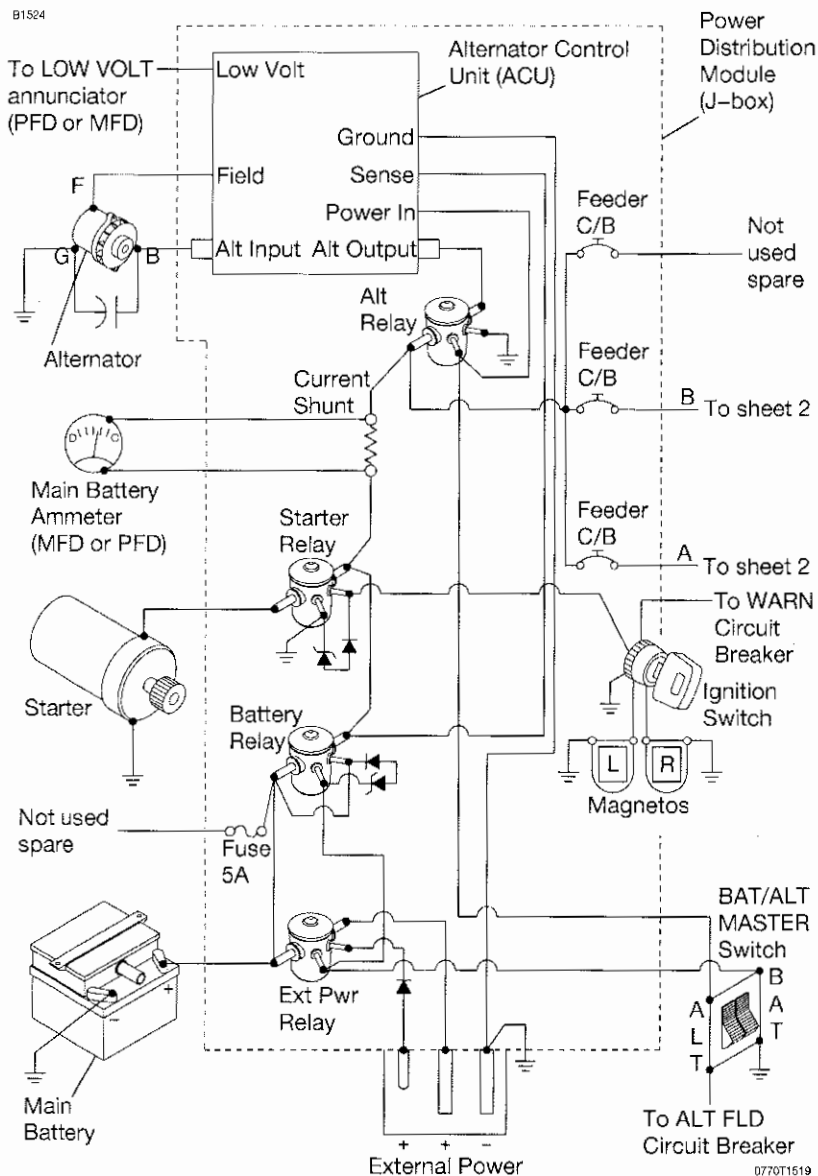 B1524
Power
Distribution
Module
(J-box)
To LOW VOLT
annunciator
(PFD or MFD)
Low Volt
Alternator Control
Unit (ACU)
Ground
F
Field
Sense
Power In
Feeder
C/B
Not
used
spare
G
B
Alt Input
Alt Output
Alt
Relay
Alternator
Current
Shunt
Feeder
C/B
B
To sheet 2
Main Battery
Ammeter
(MFD or PFD)
Starter
Relay
Feeder
C/B
A
To sheet 2
To WARN
Circuit
Breaker
Ignition
Switch
Starter
Battery
Relay
L
R
Magnetos
Not used
spare
Fuse
5A
BAT/ALT
MASTER
Switch
+
-
Ext Pwr
Relay
A
L
T
B
A
T
Main
Battery
+
+
-
External Power
To ALT FLD
Circuit Breaker
0770T1519